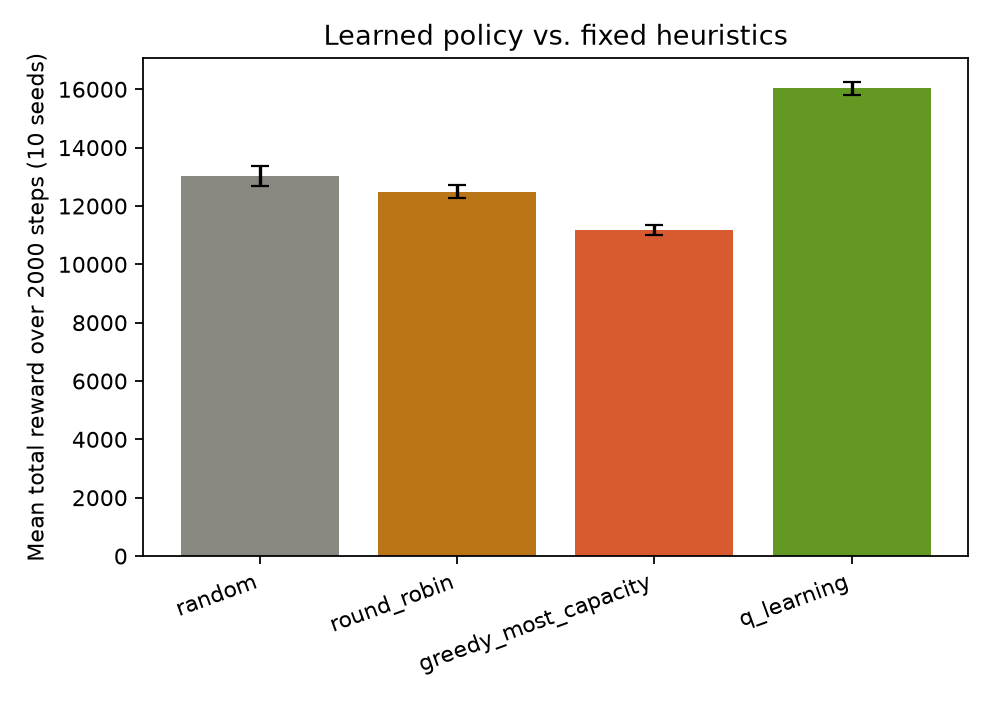 Learned policy vs. fixed heuristics
Mean total reward over 2000 steps (10 seeds)
16000
14000
12000
10000
8000
6000
4000
2000
0
random
round_robin
greedy_most_capacity
q_learning